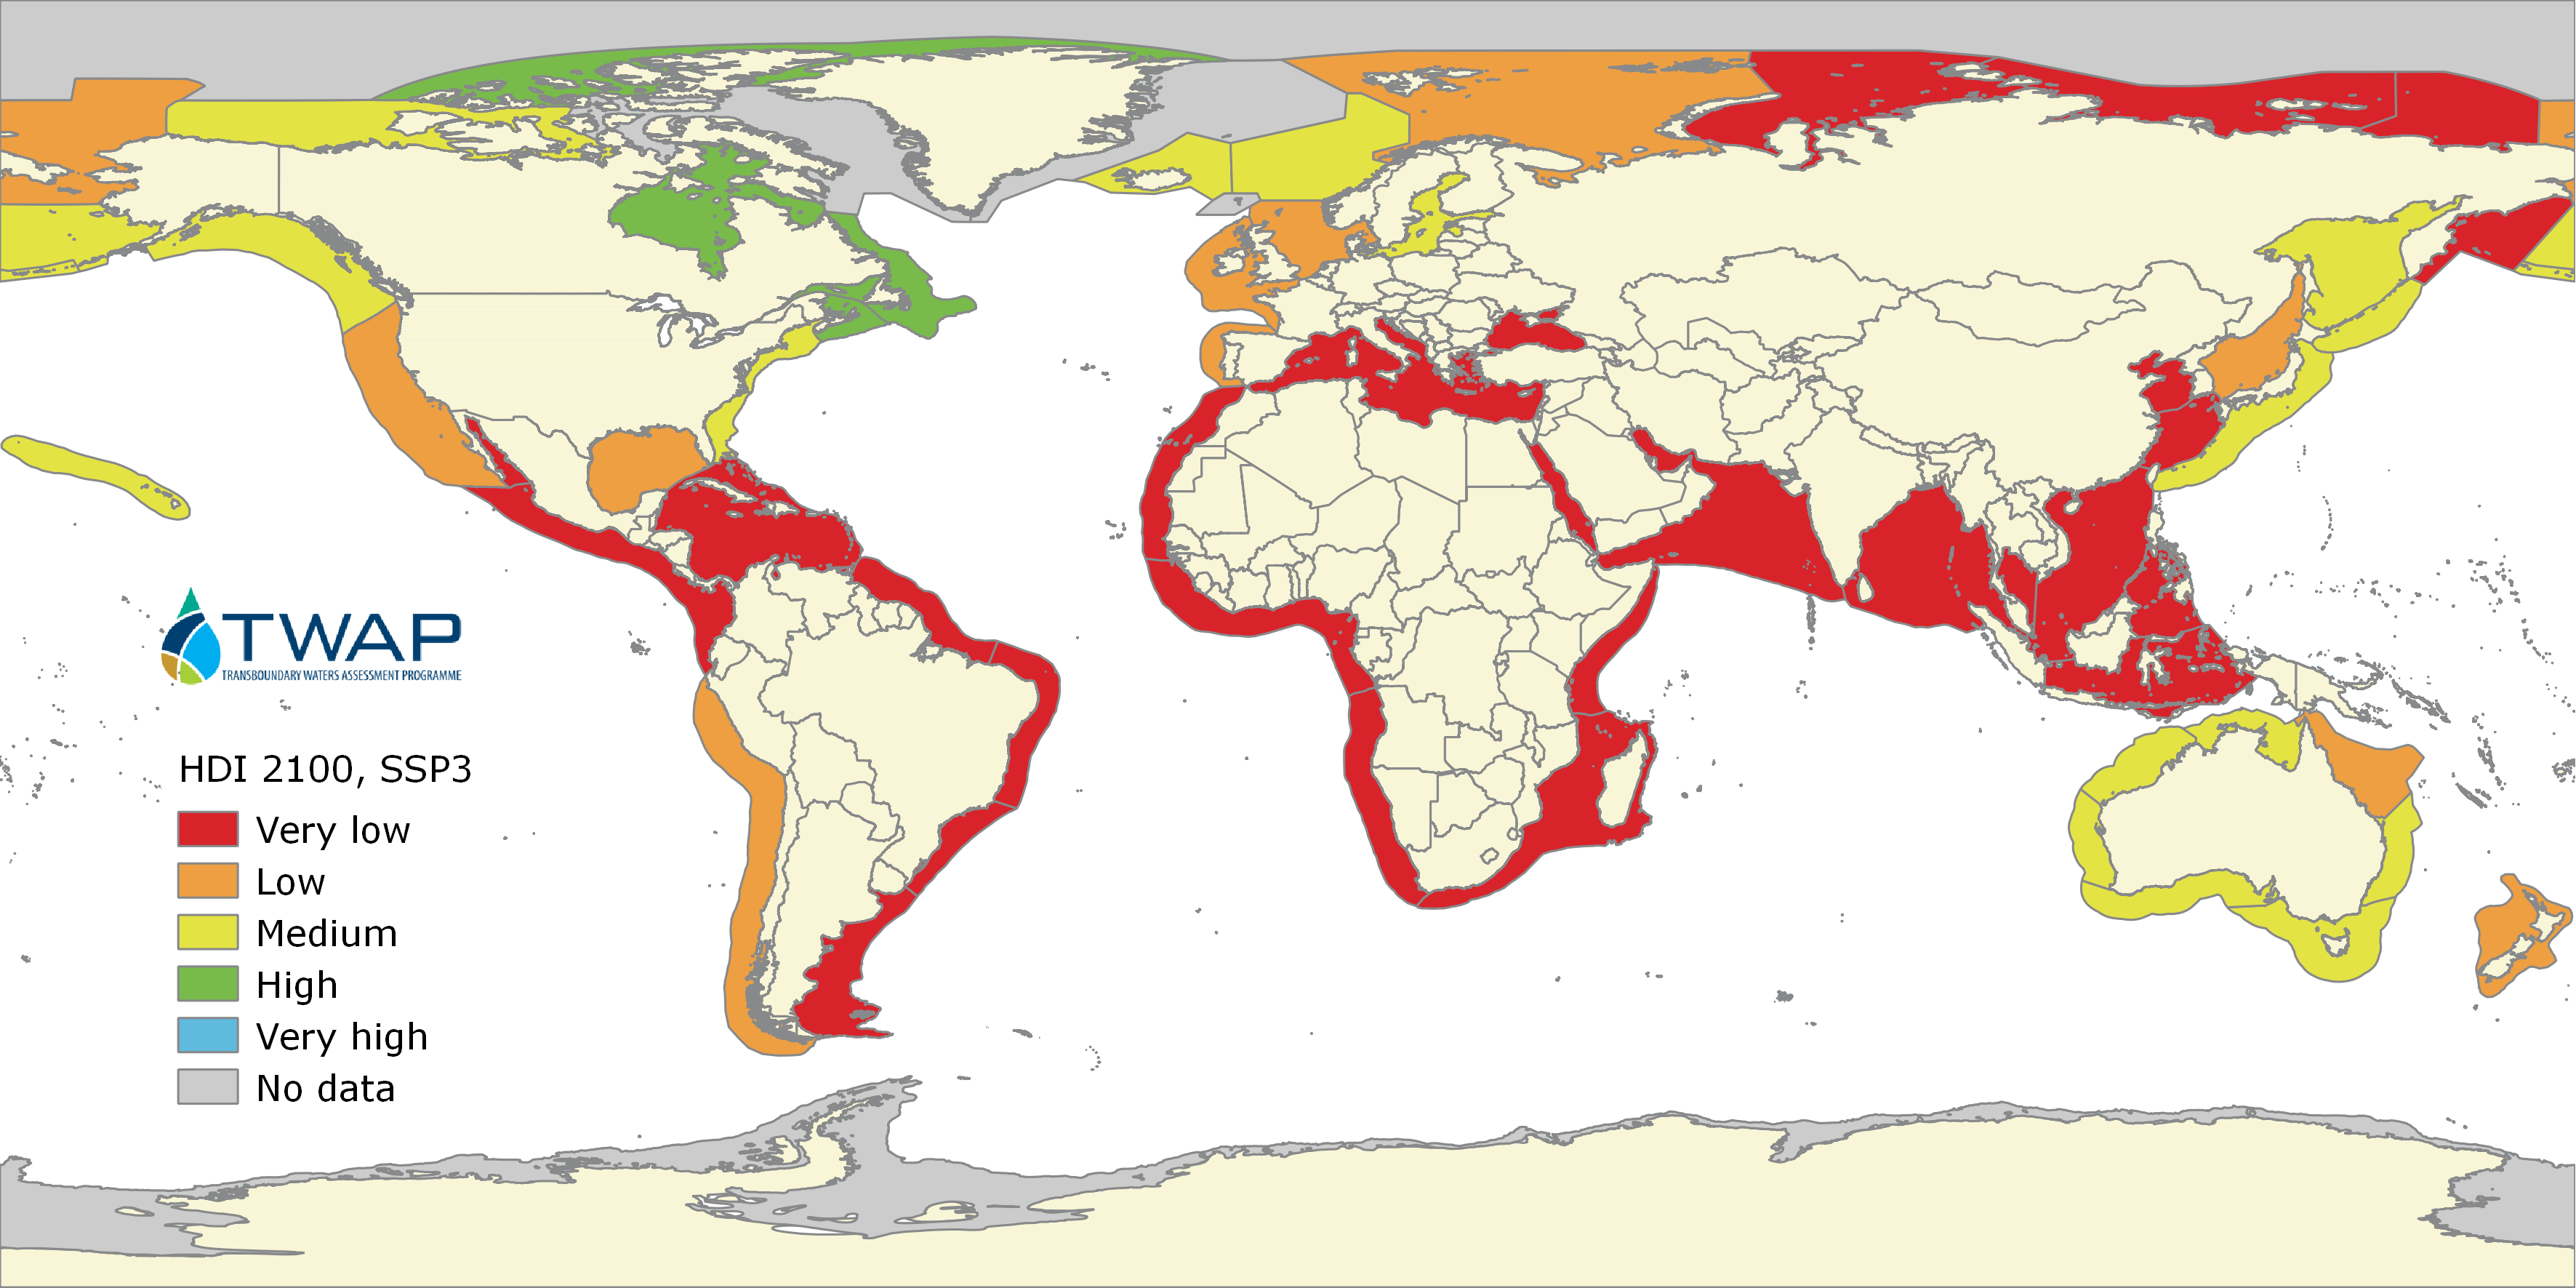 TWAP
TRANSBOUNDARY WATERS ASSESSMENT PROGRAMME
HDI 2100, SSP3
Very low
Low
Medium
High
Very high
No data